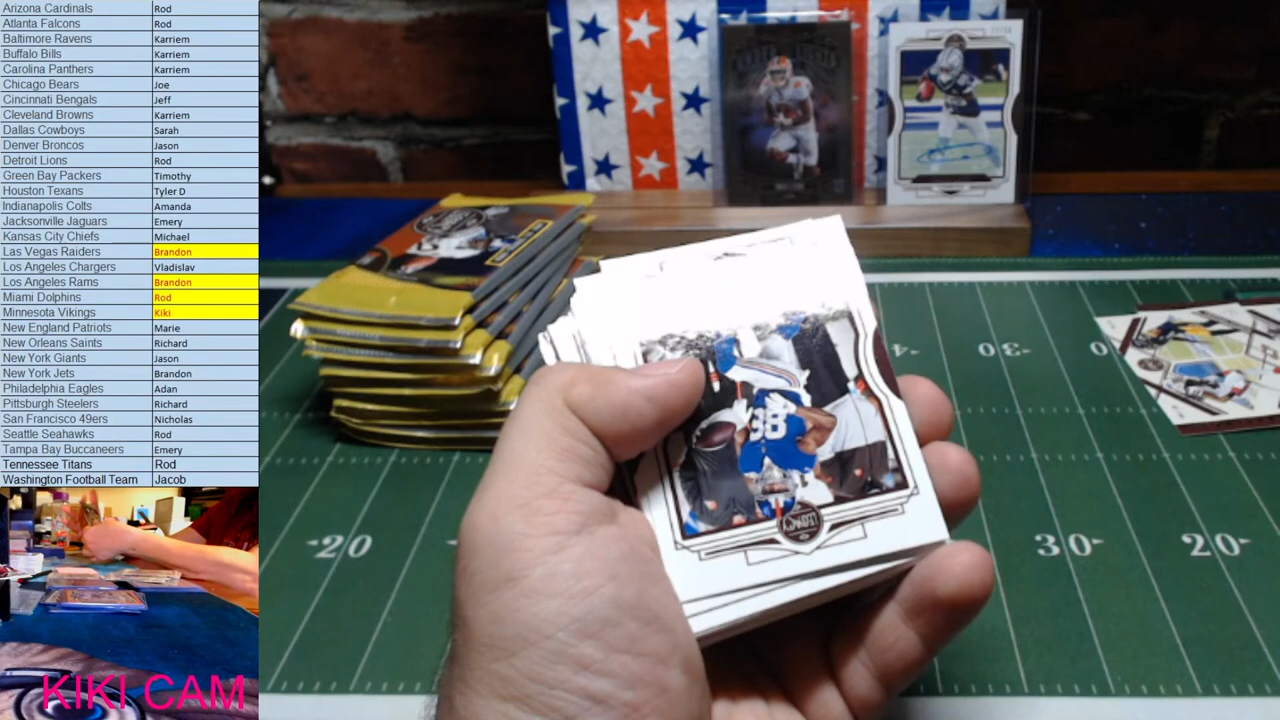 Arizona Cardinals Rod
Atlanta Falcons Rod
Baltimore Ravens Karriem
Buffalo Bills Karriem
Carolina Panthers Karriem
Chicago Bears Joe
Cincinnati Bengals Jeff
Cleveland Browns Karriem
Dallas Cowboys Sarah
Denver Broncos Jason
Detroit Lions Rod
Green Bay Packers Timothy
Houston Texans Tyler D
Indianapolis Colts Amanda
Jacksonville Jaguars Emery
Kansas City Chiefs Michael
Las Vegas Raiders Brandon
Los Angeles Chargers Vladislav
Los Angeles Rams Brandon
Miami Dolphins Rod
Minnesota Vikings Kiki
New England Patriots Marie
New Orleans Saints Richard
New York Giants Jason
New York Jets Brandon
Philadelphia Eagles Adan
Pittsburgh Steelers Richard
San Francisco 49ers Nicholas
Seattle Seahawks Rod
Tampa Bay Buccaneers Emery
Tennessee Titans Rod
Washington Football Team Jacob
KIKI CAM
LEGACY
38
-20
30-
20-